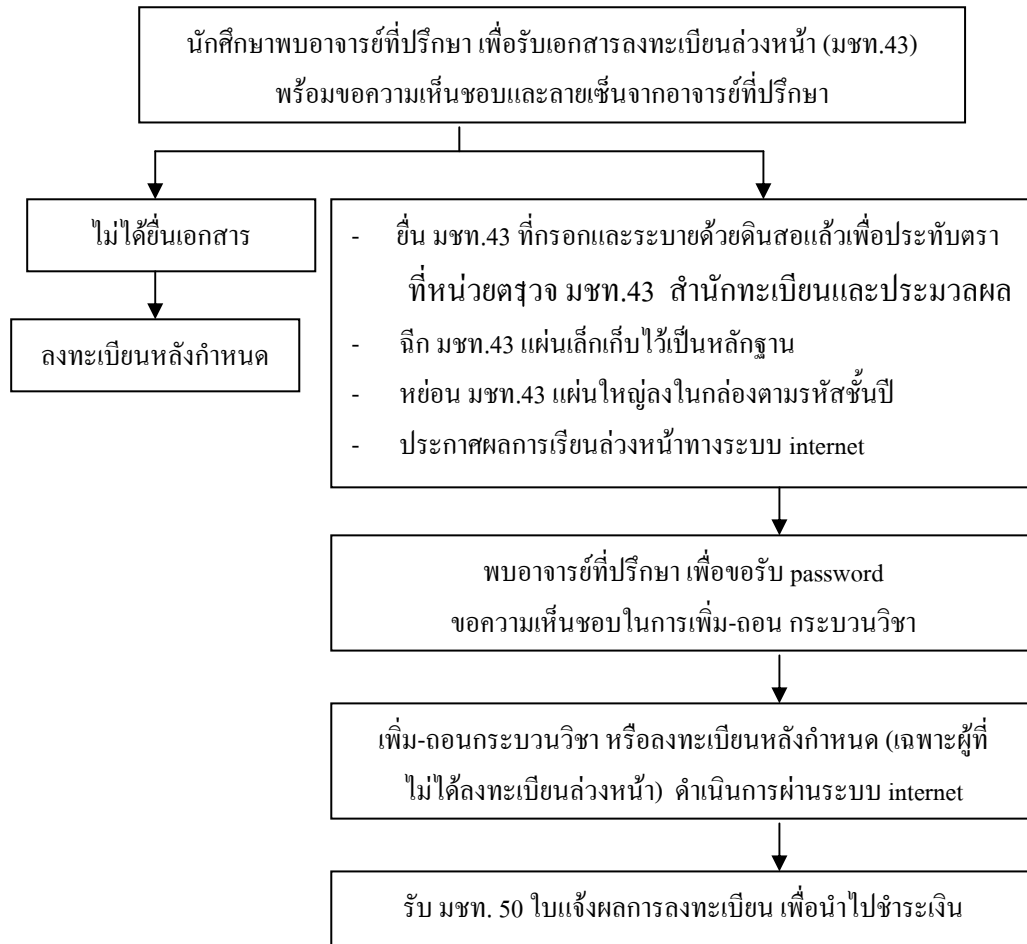 นักศึกษาพบอาจารย์ที่ปรึกษา เพื่อรับเอกสารลงทะเบียนล่วงหน้า (มชท.43)
พร้อมขอความเห็นชอบและลายเซ็นจากอาจารย์ที่ปรึกษา
ไม่ได้ยื่นเอกสาร
ลงทะเบียนหลังกำหนด
- ยื่น มชท.43 ที่กรอกและระบายด้วยดินสอแล้วเพื่อประทับตรา
ที่หน่วยตรวจ มชท.43 สำนักทะเบียนและประมวลผล
- ฉีก มชท.43 แผ่นเล็กเก็บไว้เป็นหลักฐาน
- หย่อน มชท.43 แผ่นใหญ่ลงในกล่องตามรหัสชั้นปี
- ประกาศผลการเรียนล่วงหน้าทางระบบ internet
พบอาจารย์ที่ปรึกษา เพื่อขอรับ password
ขอความเห็นชอบในการเพิ่ม-ถอน กระบวนวิชา
เพิ่ม-ถอนกระบวนวิชา หรือลงทะเบียนหลังกำหนด (เฉพาะผู้ที่
ไม่ได้ลงทะเบียนล่วงหน้า) ดำเนินการผ่านระบบ internet
รับ มชท. 50 ใบแจ้งผลการลงทะเบียน เพื่อนำไปชำระเงิน